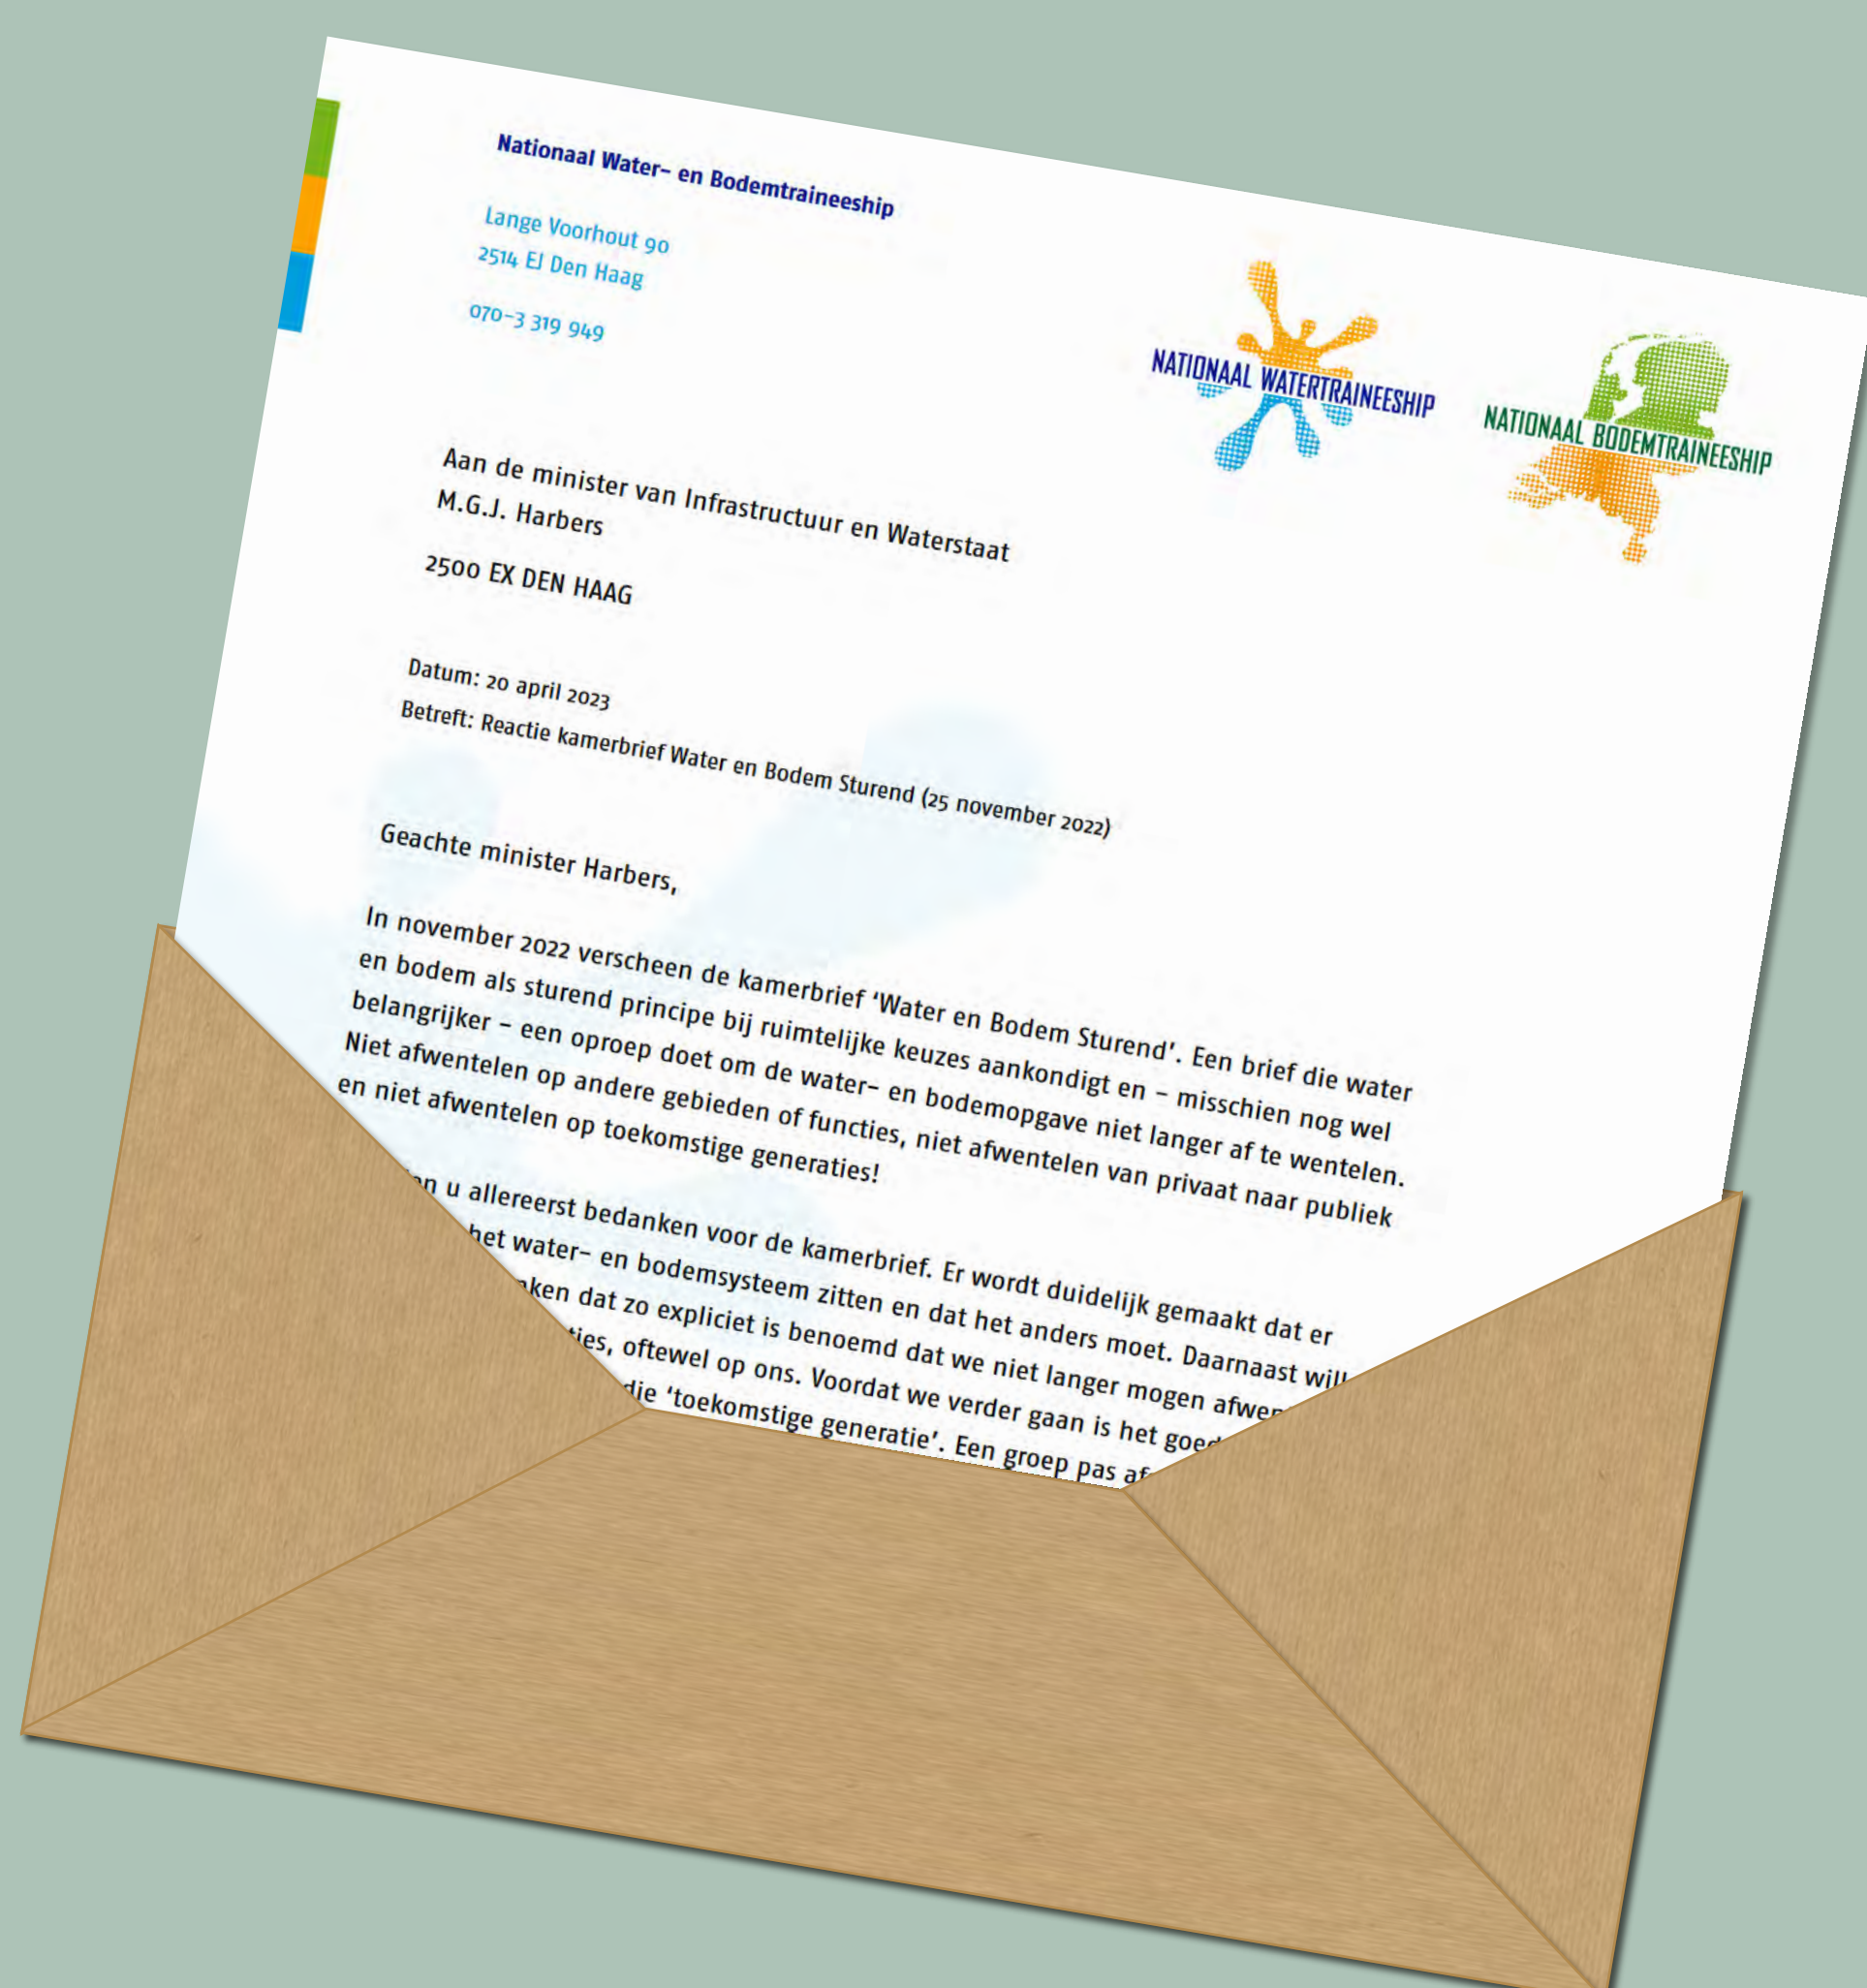 Nationaal Water- en Bodemtraineeship
Lange Voorhout 90
2514 EJ Den Haag
070-3 319 949
NATIONAAL WATERTRAINEESHIP
NATIONAAL BODEMTRAINEESHIP
Aan de minister van Infrastructuur en Waterstaat
M.G.J. Harbers
2500 EX DEN HAAG
Datum: 20 april 2023
Betreft: Reactie kamerbrief Water en Bodem Sturend (25 november 2022)
Geachte minister Harbers,
In november 2022 verscheen de kamerbrief ‘Water en Bodem Sturend’. Een brief die water
en bodem als sturend principe bij ruimtelijke keuzes aankondigt en – misschien nog wel
belangrijker – een oproep doet om de water- en bodemopgave niet langer af te wentelen.
Niet afwentelen op andere gebieden of functies, niet afwentelen van privaat naar publiek
en niet afwentelen op toekomstige generaties!
u allereerst bedanken voor de kamerbrief. Er wordt duidelijk gemaakt dat er
het water- en bodemsysteem zitten en dat het anders moet. Daarnaast
dat zo expliciet is benoemd dat we niet langer mogen
oftewel op ons. Voordat we verder gaan is het goed
die ‘toekomstige generatie’. Een groep pas